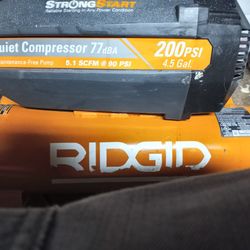 STRONGSTART
Reliable Starting in Any Power Condition
uiet Compressor 77dBA
200PSI
4.5 Gal.
Maintenance-Free Pump
5.1 SCFM @ 90 PSI
RIDGID